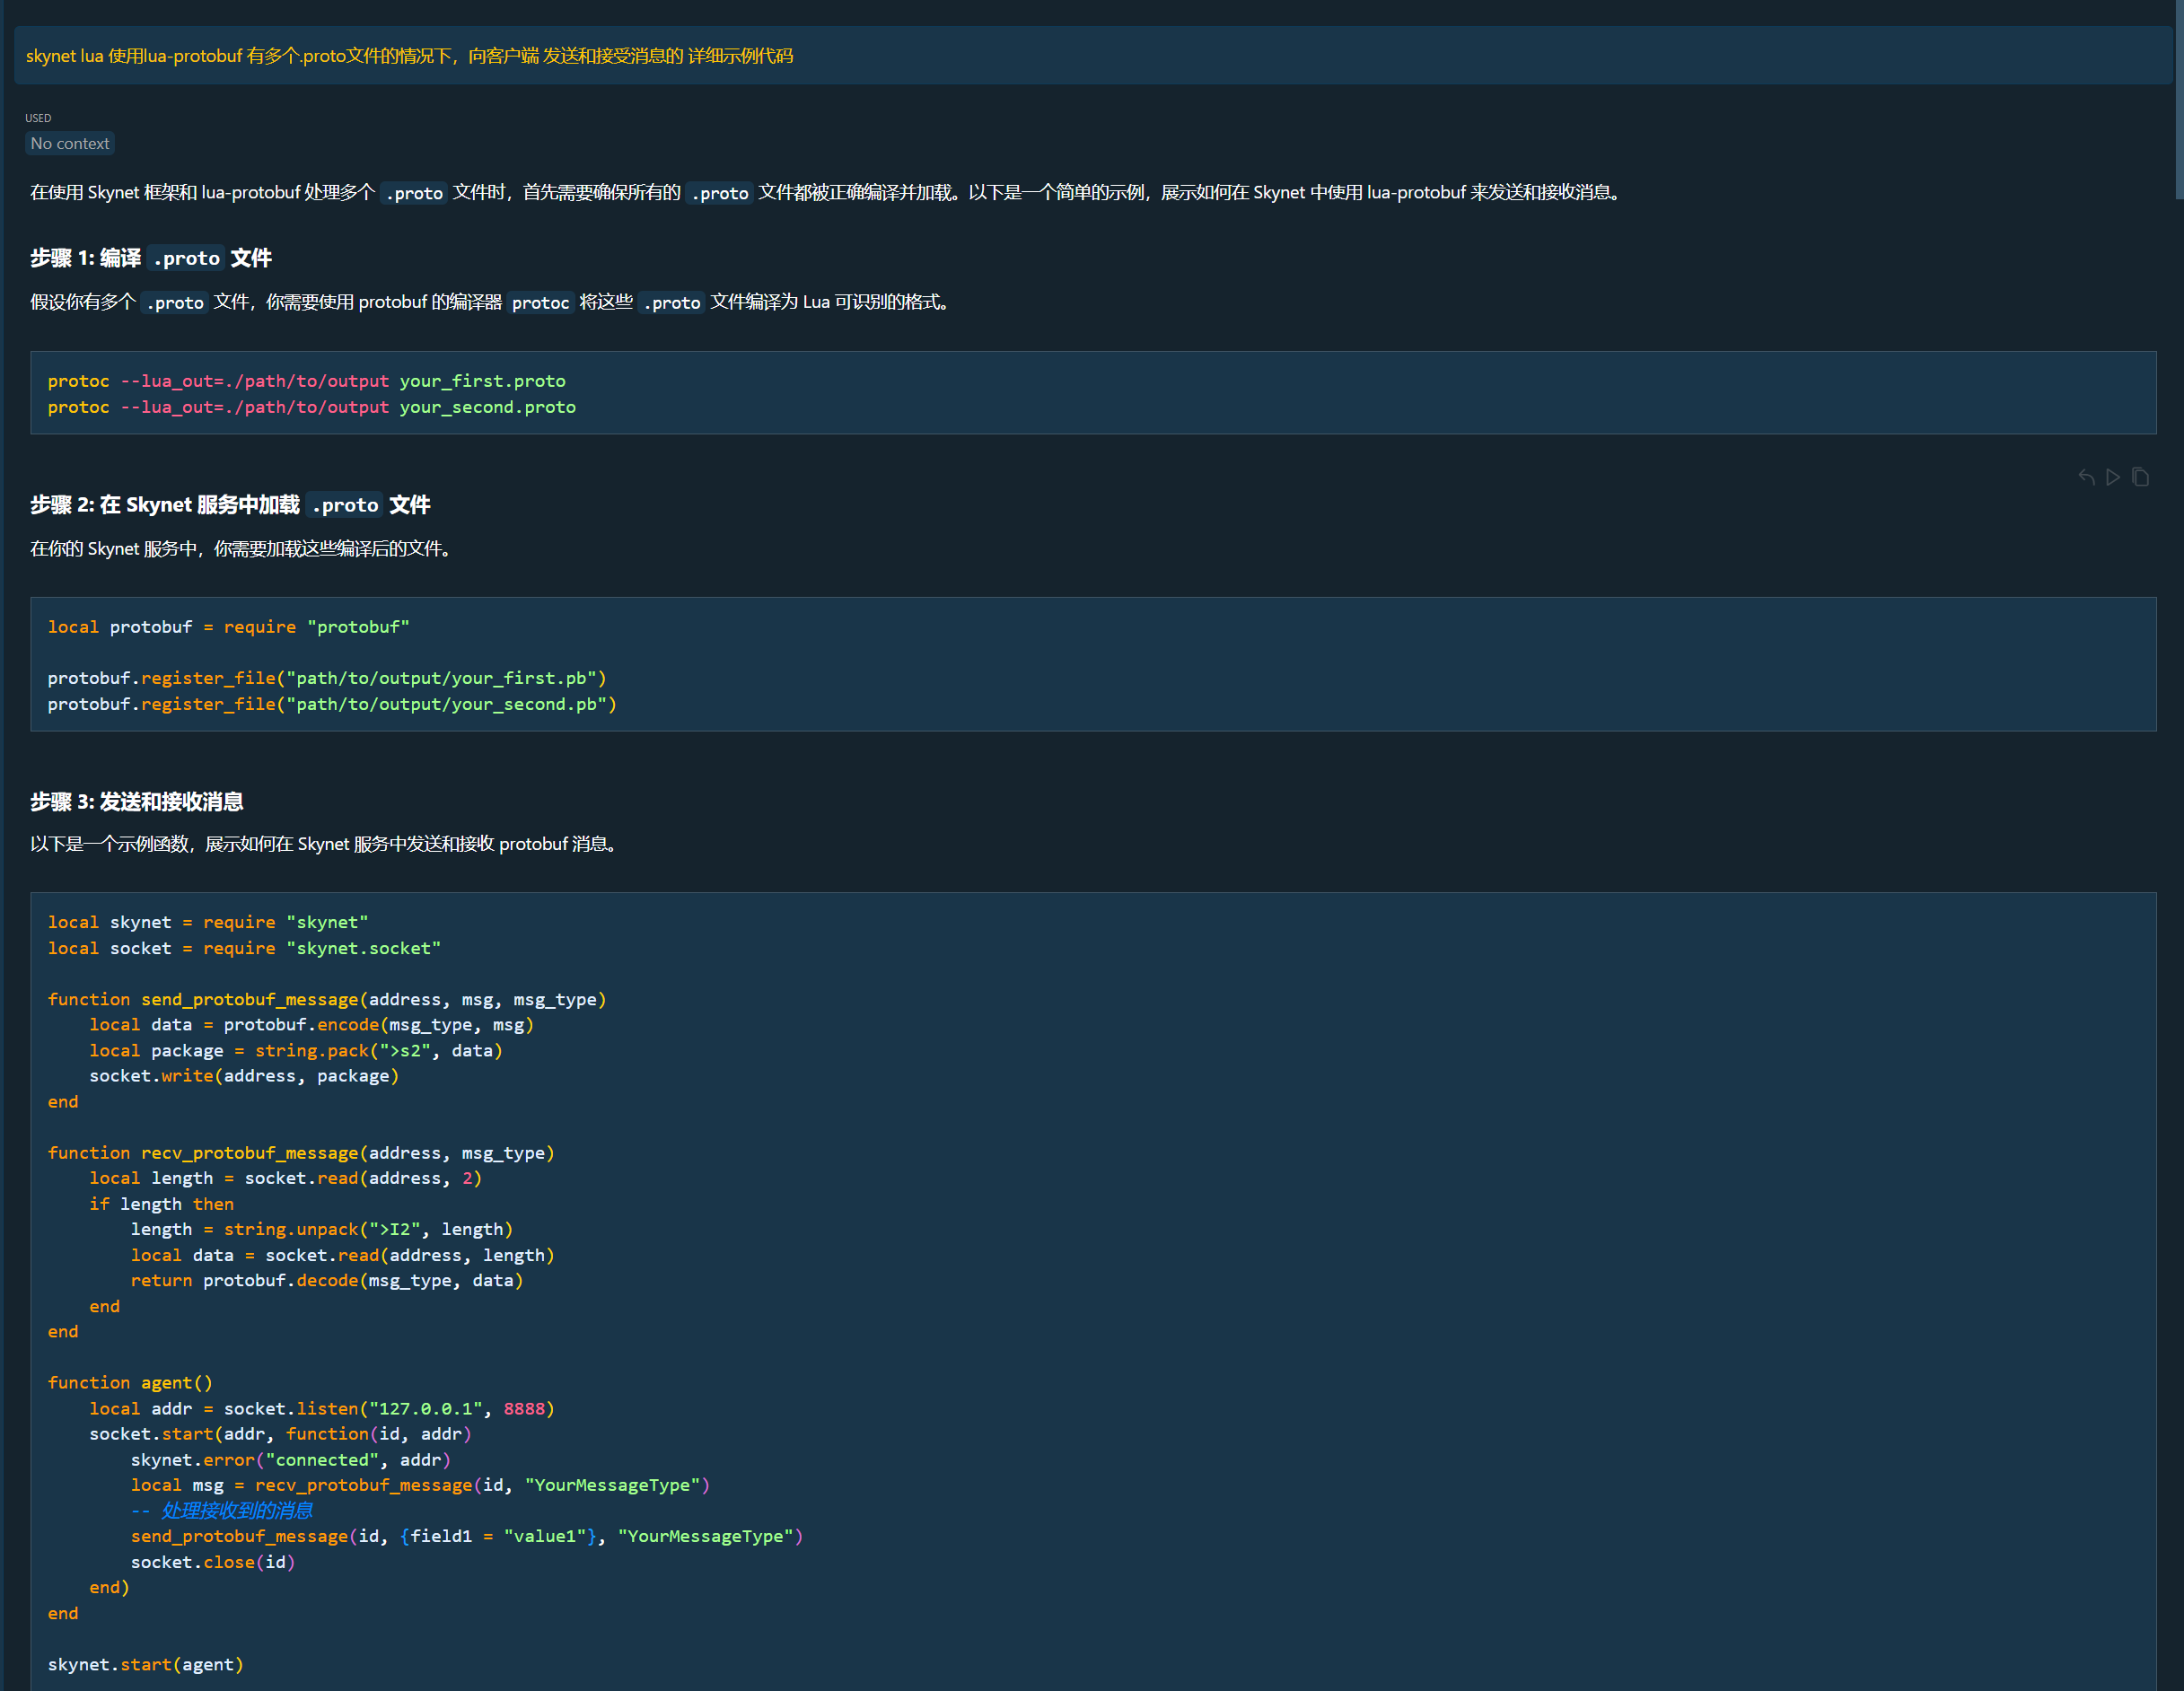 skynet lua 使用lua-protobuf 有多个.proto文件的情况下，向客户端 发送和接受消息的 详细示例代码
USED
No context
在使用 Skynet 框架和 lua-protobuf 处理多个 .proto 文件时，首先需要确保所有的 .proto 文件都被正确编译并加载。以下是一个简单的示例，展示如何在 Skynet 中使用 lua-protobuf 来发送和接收消息。
步骤 1: 编译 .proto 文件
假设你有多个 .proto 文件，你需要使用 protobuf 的编译器 protoc 将这些 .proto 文件编译为 Lua 可识别的格式。
protoc --lua_out=./path/to/output your_first.proto
protoc --lua_out=./path/to/output your_second.proto
步骤 2: 在 Skynet 服务中加载 .proto 文件
在你的 Skynet 服务中，你需要加载这些编译后的文件。
local protobuf = require "protobuf"
protobuf.register_file("path/to/output/your_first.pb")
protobuf.register_file("path/to/output/your_second.pb")
步骤 3: 发送和接收消息
以下是一个示例函数，展示如何在 Skynet 服务中发送和接收 protobuf 消息。
local skynet = require "skynet"
local socket = require "skynet.socket"
function send_protobuf_message(address, msg, msg_type)
    local data = protobuf.encode(msg_type, msg)
    local package = string.pack(">s2", data)
    socket.write(address, package)
end
function recv_protobuf_message(address, msg_type)
    local length = socket.read(address, 2)
    if length then
        length = string.unpack(">I2", length)
        local data = socket.read(address, length)
        return protobuf.decode(msg_type, data)
    end
end
function agent()
    local addr = socket.listen("127.0.0.1", 8888)
    socket.start(addr, function(id, addr)
        skynet.error("connected", addr)
        local msg = recv_protobuf_message(id, "YourMessageType")
        -- 处理接收到的消息
        send_protobuf_message(id, {field1 = "value1"}, "YourMessageType")
        socket.close(id)
    end)
end
skynet.start(agent)